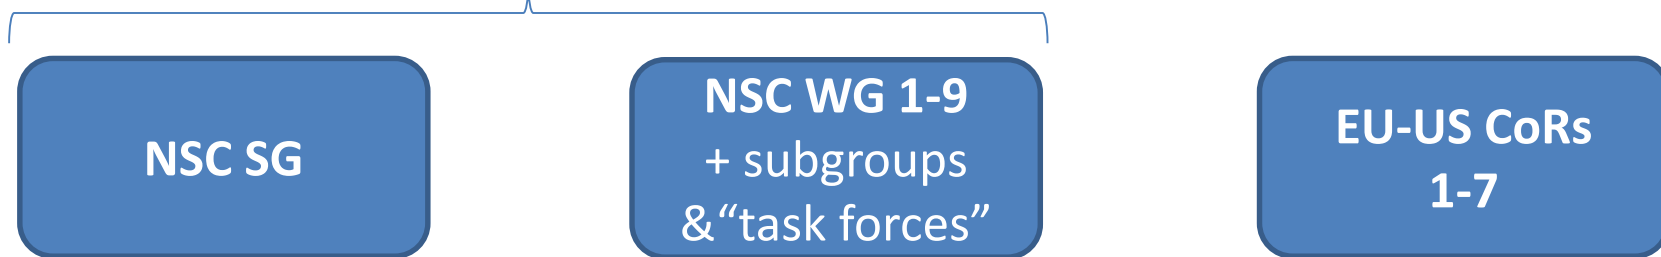 NSC SG
NSC WG 1-9
+ subgroups
&“task forces”
EU-US CoRs
1-7